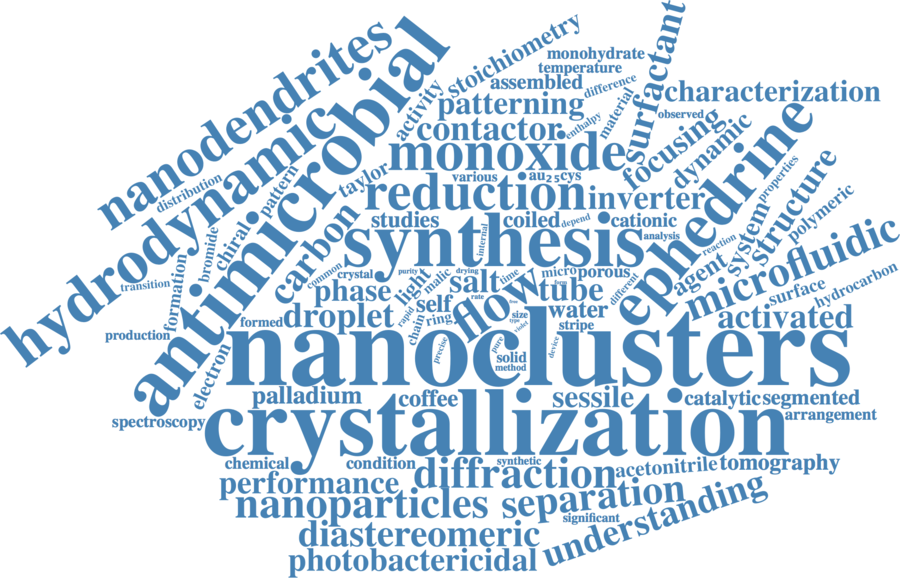 nanodendrites
hydrodynamic
antimicrobial
stoichiometry
surfactant
monohydrate
temperature
assembled
difference
characterization
activity
patterning
material
observed
contactor
enthalpy
focusing
monoxide
dynamic
ephedrine
distribution
pattern
taylor
various
au₂₅cys
reduction
inverter
properties
structure
chiral
carbon
studies
coiled
depend
cationic
system
polymeric
bromide
synthesis
internal
analysis
reaction
agent
microfluidic
transition
formation
common
crystal
purity
malic
drying
time
micro
porous
different
surface
hydrocarbon
phase
light
salt
flow
form
tube
rate
free
droplet
rapid
self
ring
chain
size
type
violet
water
stripe
activated
production
formed
precise
pure
solid
method
device
nanoclusters
electron
palladium
coffee
sessile
catalytic
segmented
spectroscopy
crystallization
arrangement
chemical
condition
synthetic
diffraction
acetonitrile
tomography
performance
nanoparticles
separation
significant
understanding
diastereomeric
photobactericidal